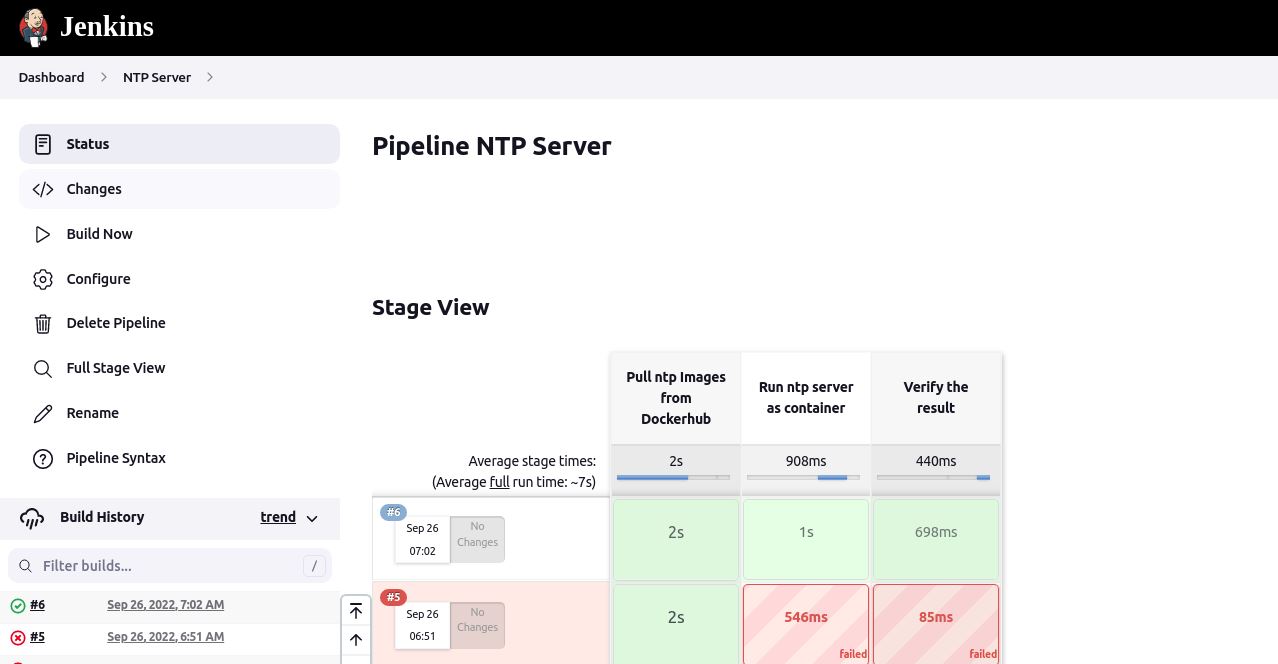 Jenkins
Dashboard
NTP Server
Status
Changes
Build Now
Configure
Delete Pipeline
Full Stage View
Rename
Pipeline Syntax
Build History
trend
Filter builds...
/
#6
Sep 26, 2022, 7:02 AM
#5
Sep 26, 2022, 6:51 AM
Pipeline NTP Server
Stage View
Pull ntp Images
from
Dockerhub
Run ntp server
as container
Verify the
result
Average stage times:
(Average full run time: ~7s)
2s
908ms
440ms
#6
Sep 26
07:02
No
Changes
2s
1s
698ms
#5
Sep 26
06:51
No
Changes
2s
546ms
failed
85ms
failed